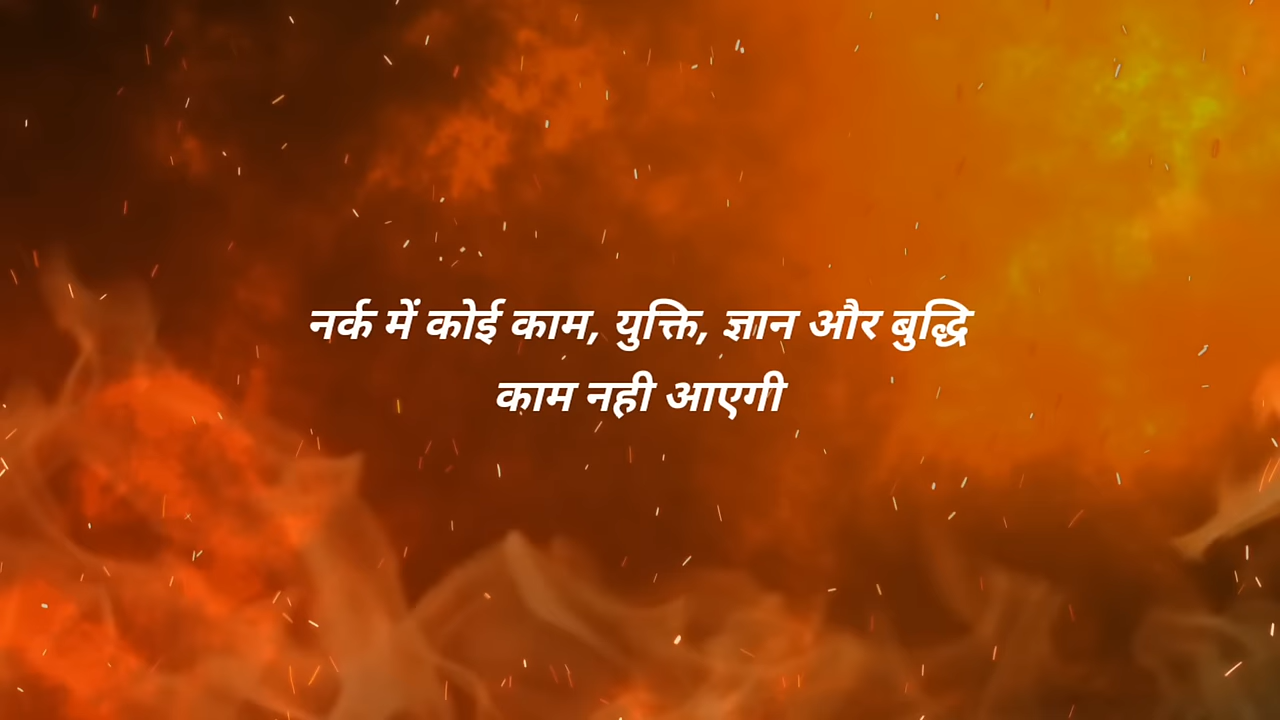 नर्क में कोई काम, युक्ति, ज्ञान और बुद्धि
काम नही आएगी